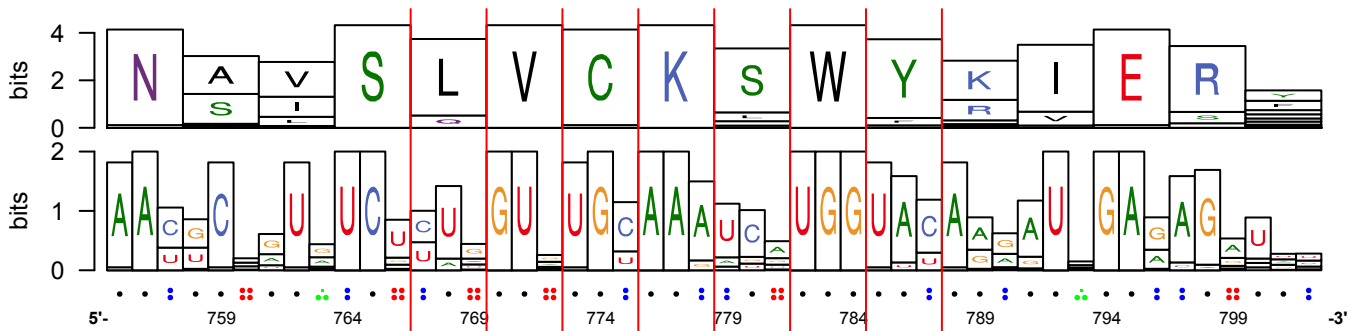 bits
4
N A V S L V C K S W Y K I E R Y
2
S I L Q L F R V S F
0
bits
2
A A C G C G U G U C U C U G G U G U G C A A A U C A U G G U A C A A G A U G A G A G A U
1
U U A A U A U G A G U U G A A
0
5'- 759 764 769 774 779 784 789 794 799 -3'